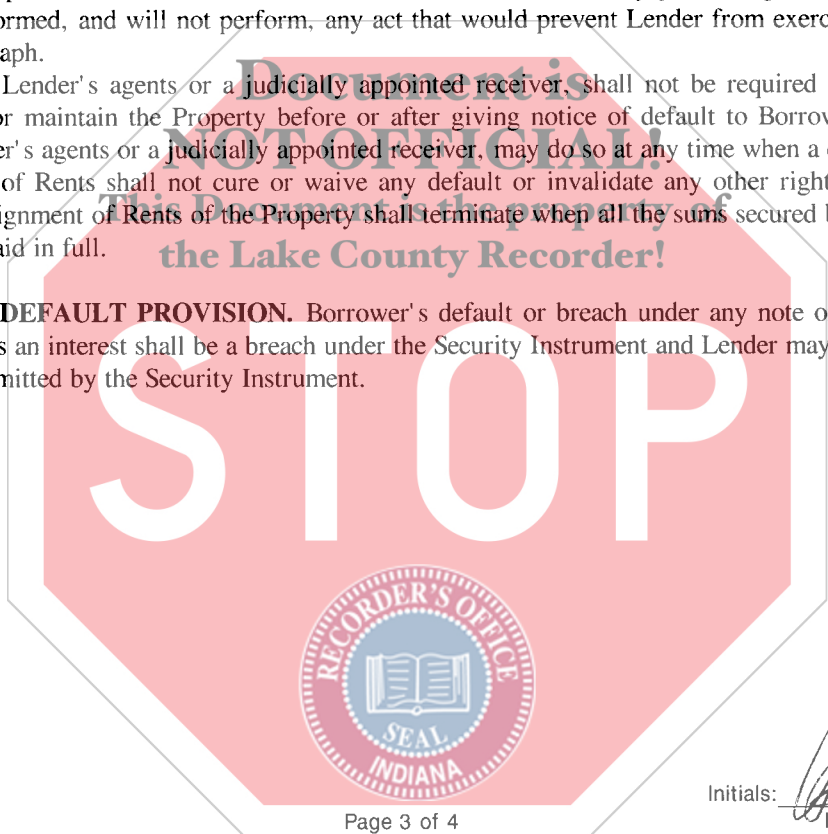 ormed, and will not perform, any act that would prevent Lender from exerc
aph.
Lender's agents or a judicially appointed receiver, shall not be required
or maintain the Property before or after giving notice of default to Borrow
er's agents or a judicially appointed receiver, may do so at any time when a
of Rents shall not cure or waive any default or invalidate any other right
ignment of Rents of the Property shall terminate when all the sums secured
aid in full.
Document is
NOT OFFICIAL!
This Document is the property of
the Lake County Recorder!
DEFAULT PROVISION. Borrower's default or breach under any note o
s an interest shall be a breach under the Security Instrument and Lender may
mitted by the Security Instrument.
STOP
RECORDER'S OFFICE
SEAL
INDIANA
Initials:
Page 3 of 4